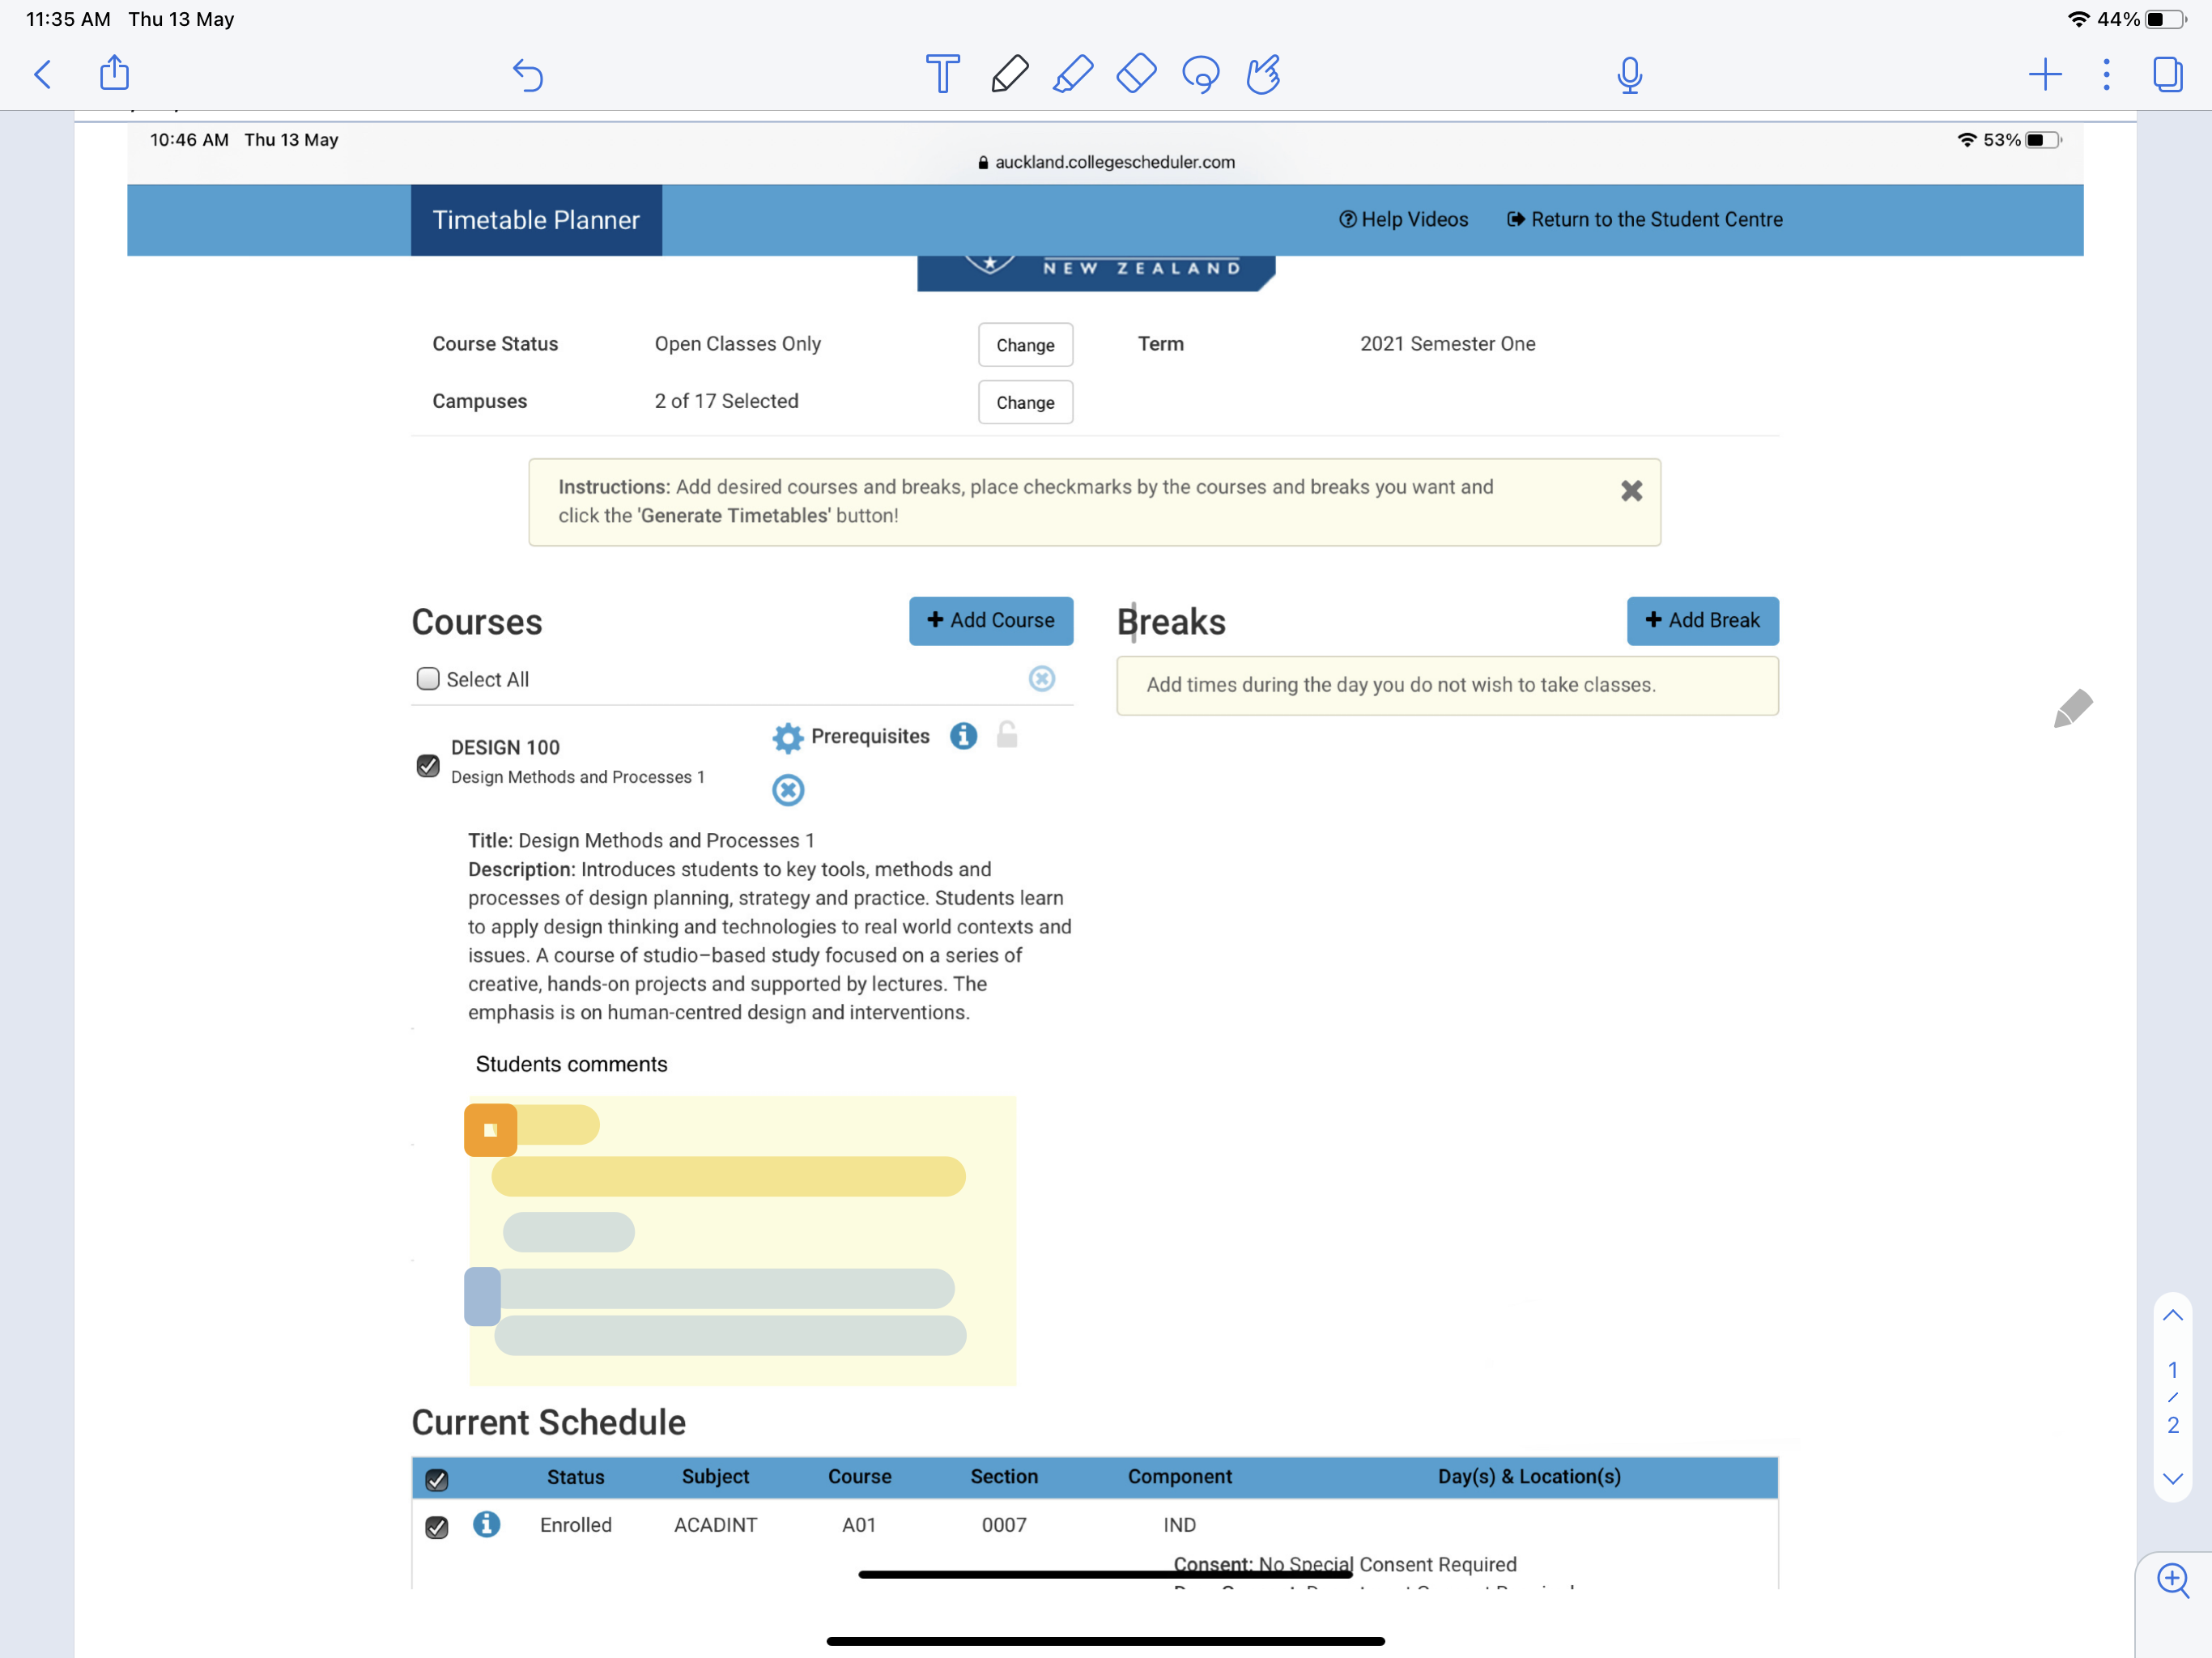 11:35 AM Thu 13 May
44%
10:46 AM Thu 13 May
53%
auckland.collegescheduler.com
Timetable Planner
Help Videos
Return to the Student Centre
NEW ZEALAND
Course Status Open Classes Only Change Term 2021 Semester One
Campuses 2 of 17 Selected Change
Instructions: Add desired courses and breaks, place checkmarks by the courses and breaks you want and
click the 'Generate Timetables' button!
Courses
+ Add Course
Breaks
+ Add Break
Select All
Add times during the day you do not wish to take classes.
DESIGN 100
Prerequisites
Design Methods and Processes 1
Title: Design Methods and Processes 1
Description: Introduces students to key tools, methods and
processes of design planning, strategy and practice. Students learn
to apply design thinking and technologies to real world contexts and
issues. A course of studio–based study focused on a series of
creative, hands-on projects and supported by lectures. The
emphasis is on human-centred design and interventions.
Students comments
Current Schedule
Status Subject Course Section Component Day(s) & Location(s)
Enrolled ACADINT A01 0007 IND
Consent: No Special Consent Required
1
/
2